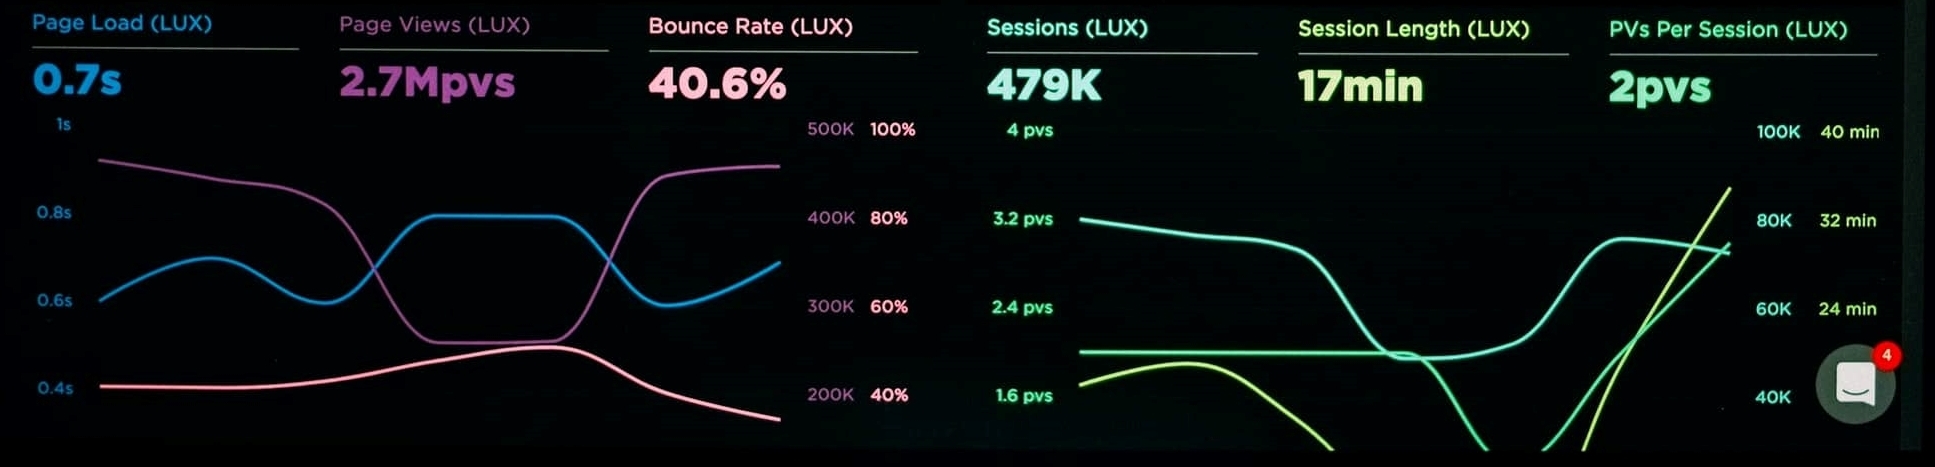 Page Load (LUX)
0.7s
Page Views (LUX)
2.7Mpvs
Bounce Rate (LUX)
40.6%
Sessions (LUX)
479K
Session Length (LUX)
17min
PVs Per Session (LUX)
2pvs
1s
0.8s
0.6s
0.4s
500K 100%
400K 80%
300K 60%
200K 40%
4 pvs
3.2 pvs
2.4 pvs
1.6 pvs
100K 40 min
80K 32 min
60K 24 min
40K
4